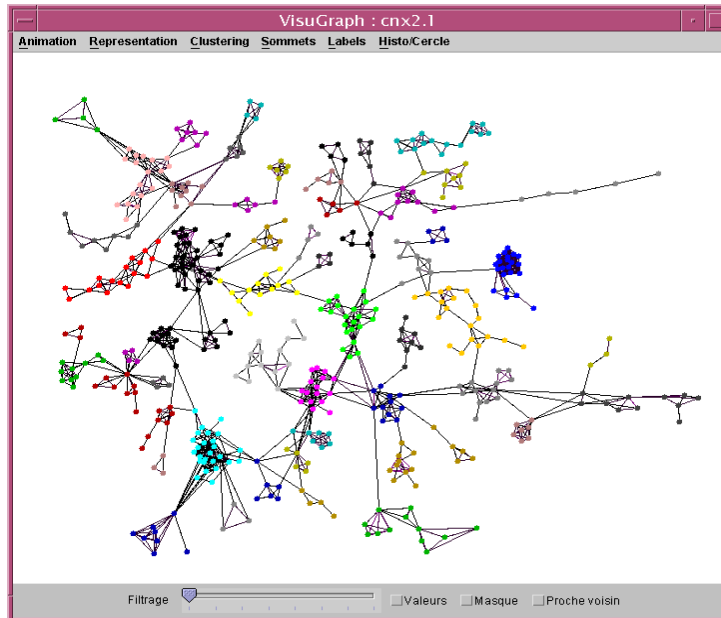 VisuGraph : cnx2.1
Animation Representation Clustering Sommets Labels Histo/Cercle
Filtrage Valeurs Masque Proche voisin